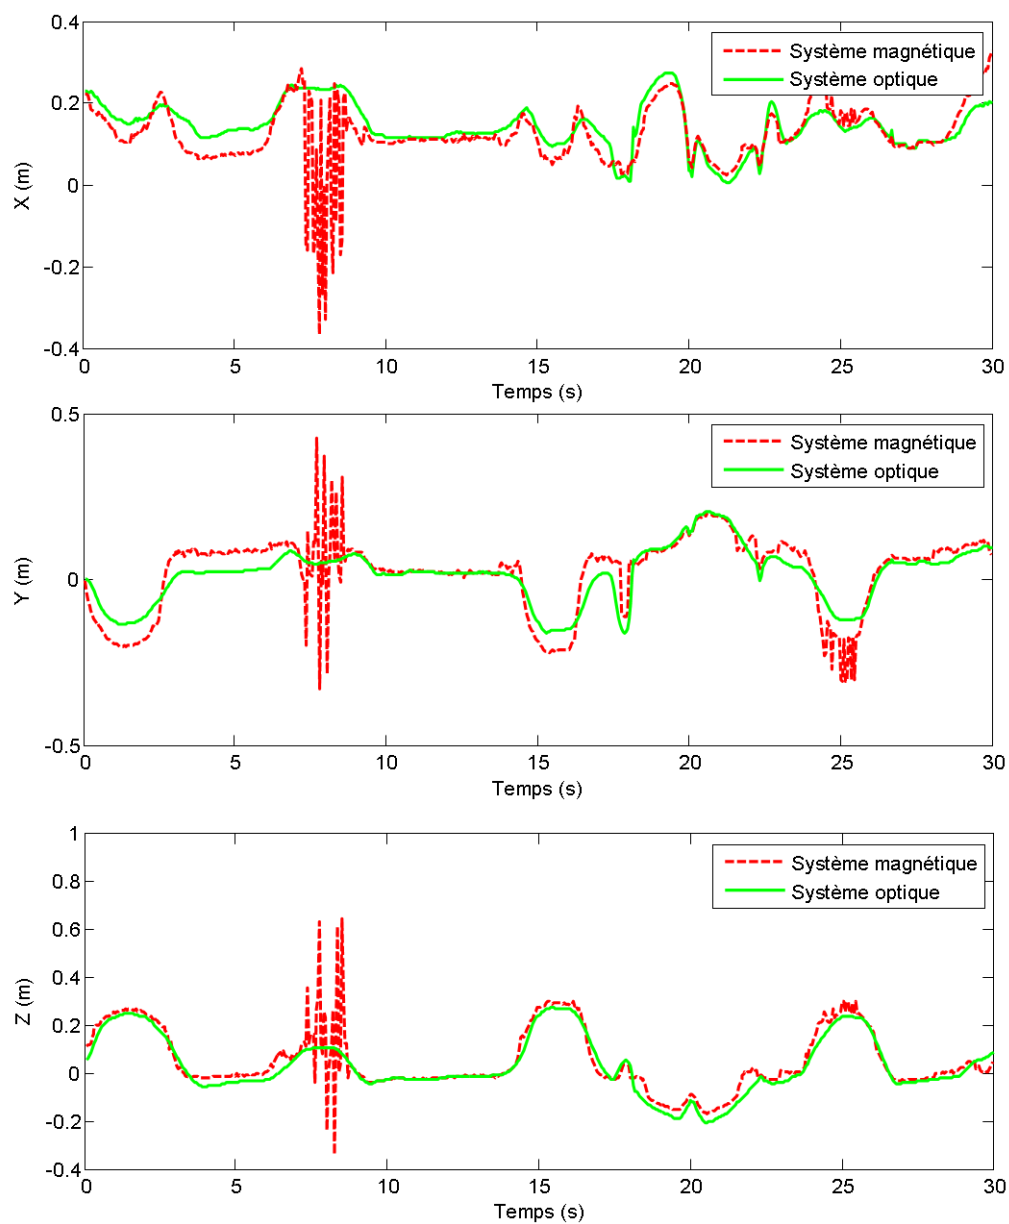 0.4
0.2
0
-0.2
-0.4
X (m)
0 5 10 15 20 25 30
Temps (s)
Système magnétique
Système optique
0.5
0
-0.5
Y (m)
0 5 10 15 20 25 30
Temps (s)
Système magnétique
Système optique
1
0.8
0.6
0.4
0.2
0
-0.2
-0.4
Z (m)
0 5 10 15 20 25 30
Temps (s)
Système magnétique
Système optique